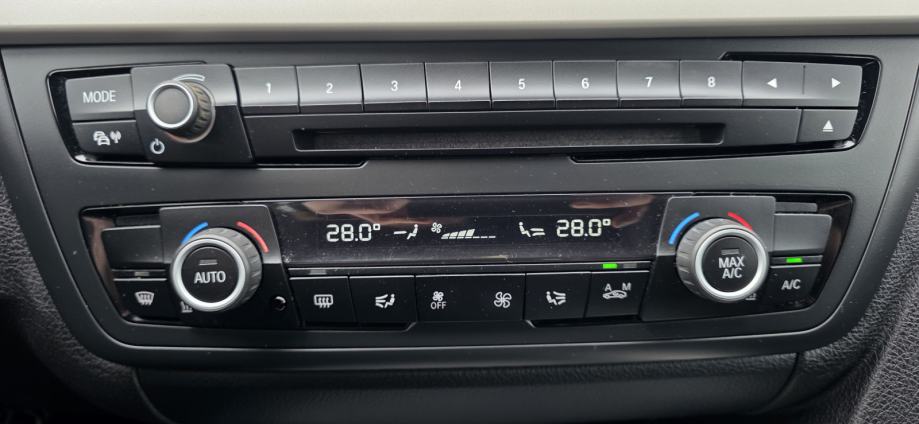 MODE 1 2 3 4 5 6 7 8
28.0° 28.0°
AUTO MAX A/C
OFF A M A/C